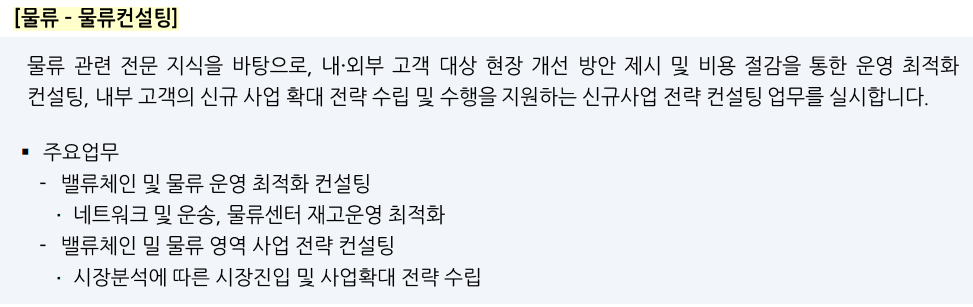 [물류 - 물류컨설팅]
물류 관련 전문 지식을 바탕으로, 내·외부 고객 대상 현장 개선 방안 제시 및 비용 절감을 통한 운영 최적화
컨설팅, 내부 고객의 신규 사업 확대 전략 수립 및 수행을 지원하는 신규사업 전략 컨설팅 업무를 실시합니다.
▪ 주요업무
- 밸류체인 및 물류 운영 최적화 컨설팅
· 네트워크 및 운송, 물류센터 재고운영 최적화
- 밸류체인 밀 물류 영역 사업 전략 컨설팅
· 시장분석에 따른 시장진입 및 사업확대 전략 수립